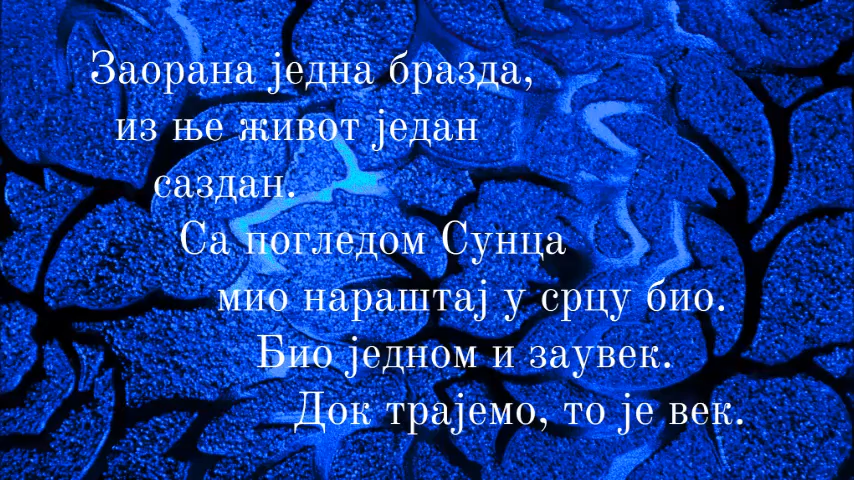 Заорана једна бразда,
из ње живот један
саздан.
Са погледом Сунца
мио нараштај у срцу био.
Био једном и заувек.
Док трајемо, то је век.